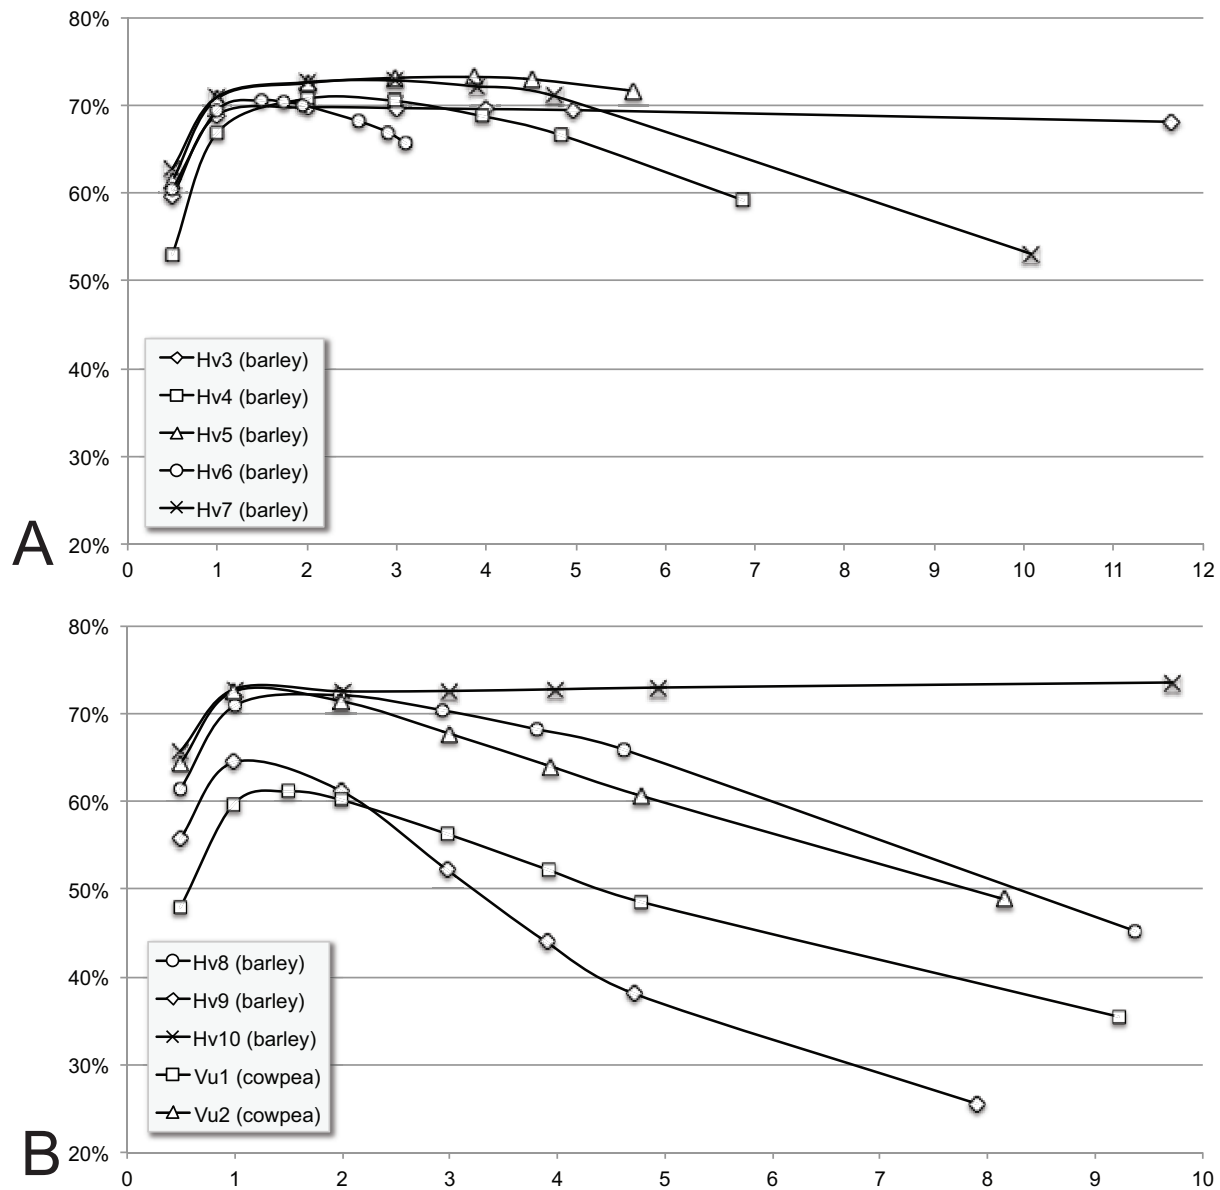 80%
70%
60%
50%
40%
30%
20%
Hv3 (barley)
Hv4 (barley)
Hv5 (barley)
Hv6 (barley)
Hv7 (barley)
A
0 1 2 3 4 5 6 7 8 9 10 11 12
80%
70%
60%
50%
40%
30%
20%
Hv8 (barley)
Hv9 (barley)
Hv10 (barley)
Vu1 (cowpea)
Vu2 (cowpea)
B
0 1 2 3 4 5 6 7 8 9 10